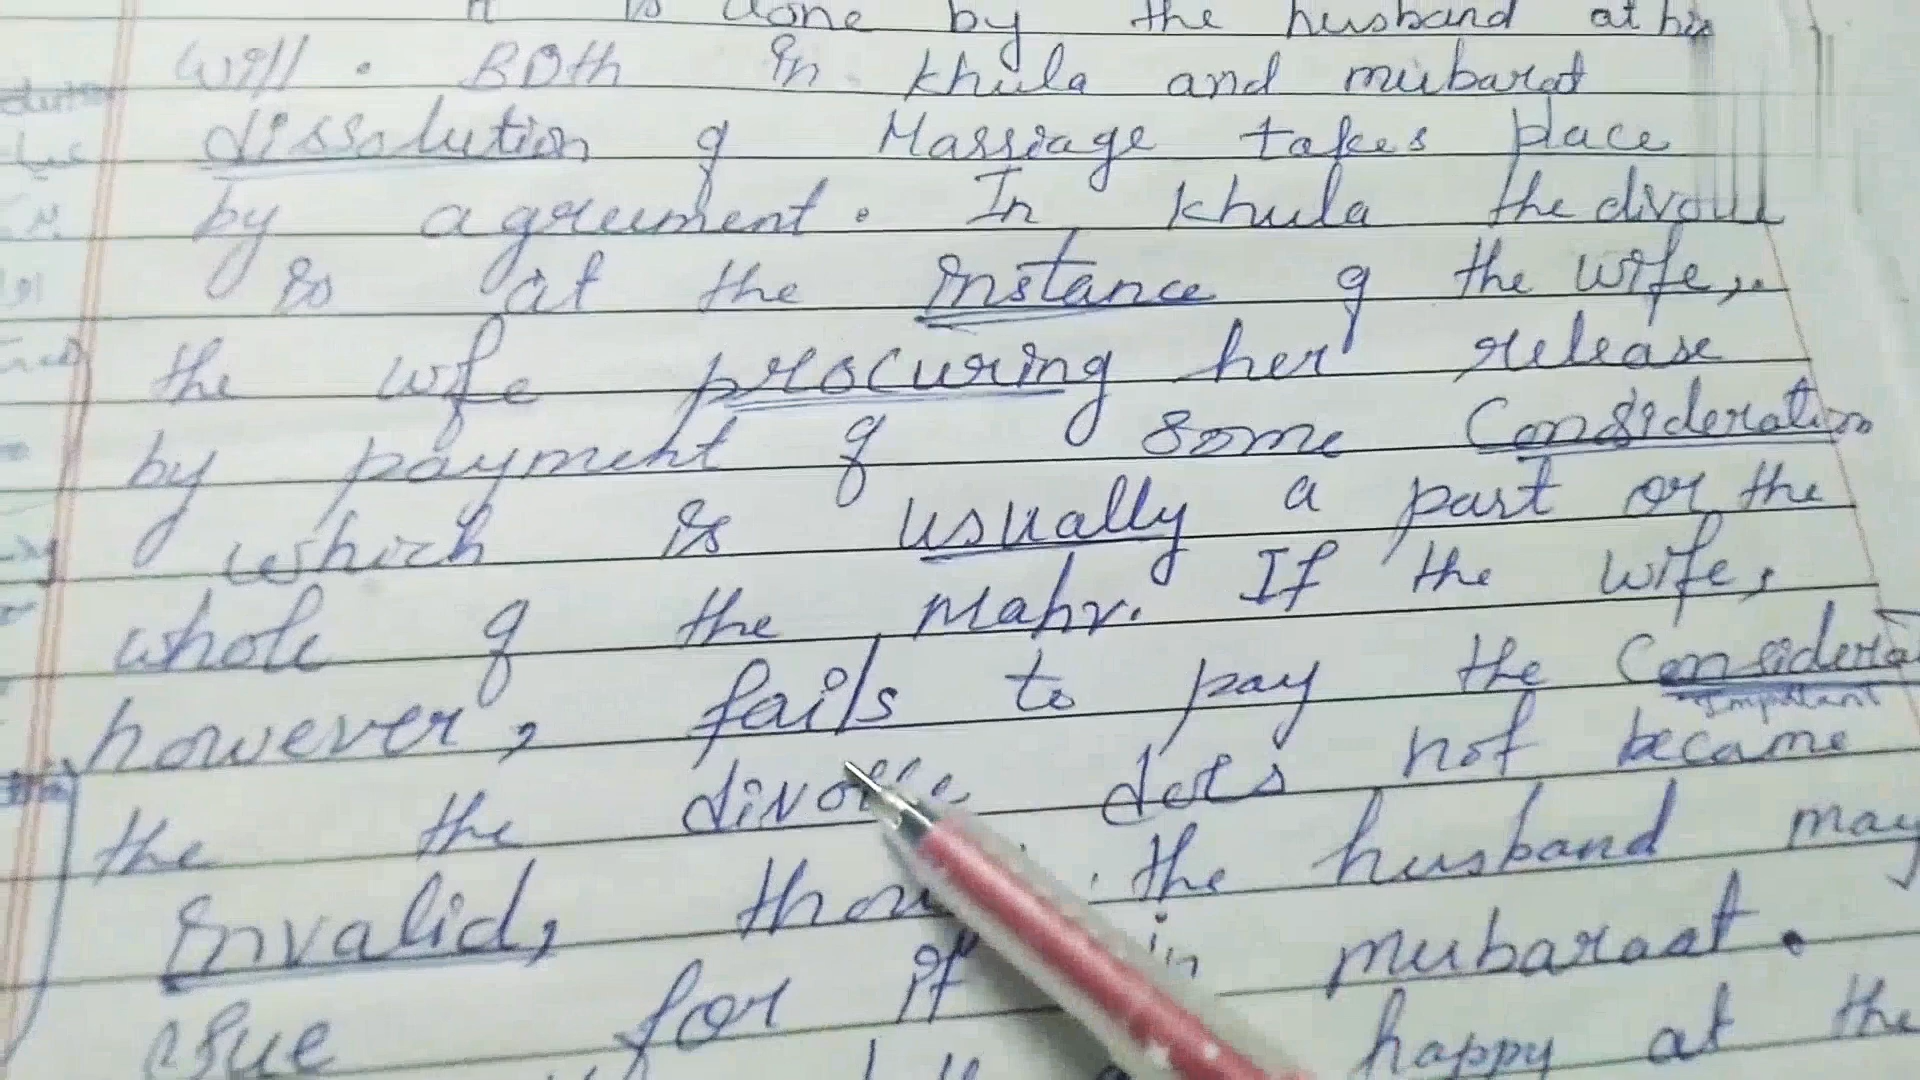 It is done by the husband at his
will. Both in khula and mubarat
dissolution of Marriage takes place
by agreement. In khula the divorce
is at the instance of the wife,
the wife procuring her release
by payment of some Consideration
which is usually a part or the
whole of the Mahr. If the wife,
however, fails to pay the Considera
Important
the the divorce does not became
invalid, the husband may
sue for it in mubaraat.
happy at the